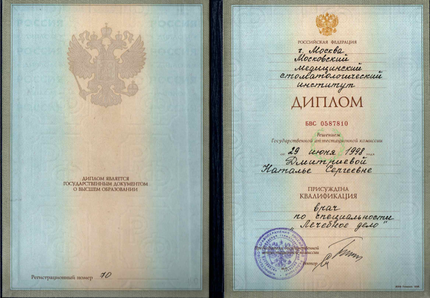 ДИПЛОМ ЯВЛЯЕТСЯ
ГОСУДАРСТВЕННЫМ ДОКУМЕНТОМ
О ВЫСШЕМ ОБРАЗОВАНИИ
Регистрационный номер 70
РОССИЙСКАЯ ФЕДЕРАЦИЯ
г. Москва
Московский
медицинский
стоматологический
институт
ДИПЛОМ
БВС 0587810
Решением
Государственной аттестационной комиссии
"29 июня 1998
Дмитриевой
Наталье Сергеевне
ПРИСУЖДЕНА
КВАЛИФИКАЦИЯ
врач
по специальности
"Лечебное дело"